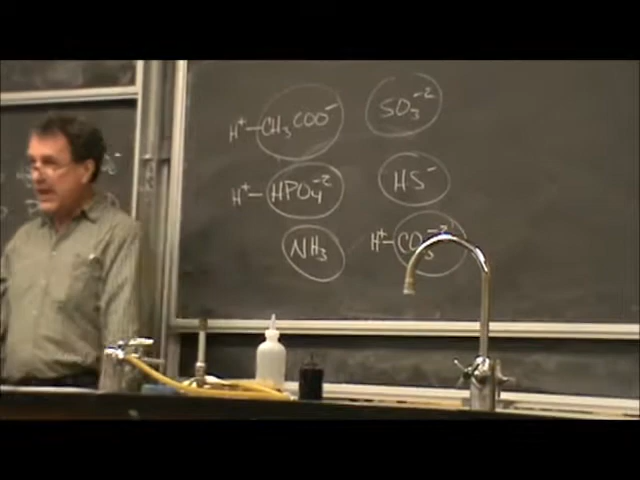 H⁺–CH₃COO⁻ SO₃⁻²
H⁺–HPO₄⁻² HS⁻
NH₃ H⁺–CO₃⁻²